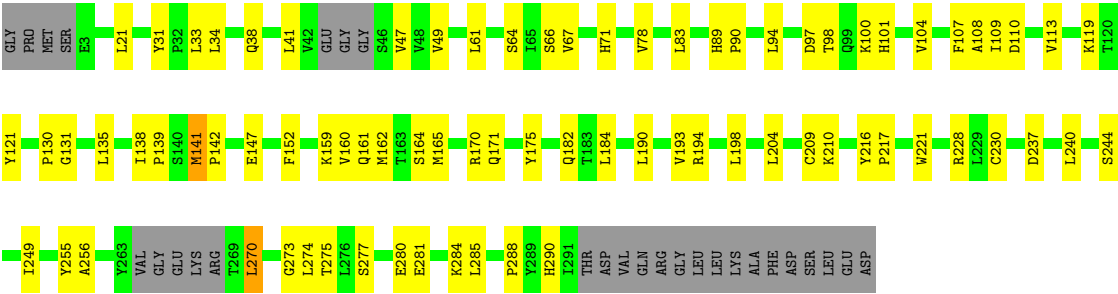 GLY PRO MET SER E3 L21 Y31 P32 L33 L34 Q38 L41 V42 GLU GLY GLY S46 V47 V48 V49 L61 S64 I65 S66 V67 H71 V78 L83 H89 P90 L94 D97 T98 Q99 K100 H101 V104 F107 A108 I109 D110 V113 K119 T120
Y121 P130 G131 L135 I138 P139 S140 M141 P142 E147 F152 K159 V160 Q161 M162 T163 S164 M165 R170 Q171 Y175 Q182 T183 L184 L190 V193 R194 L198 L204 C209 K210 Y216 P217 W221 R228 L229 C230 D237 L240 S244
I249 Y255 A256 Y263 VAL GLY GLU LYS ARG T269 L270 G273 L274 T275 L276 S277 E280 E281 K284 L285 P288 Y289 H290 I291 THR ASP VAL GLN ARG GLY LEU LEU LYS ALA PHE ASP SER LEU GLU ASP